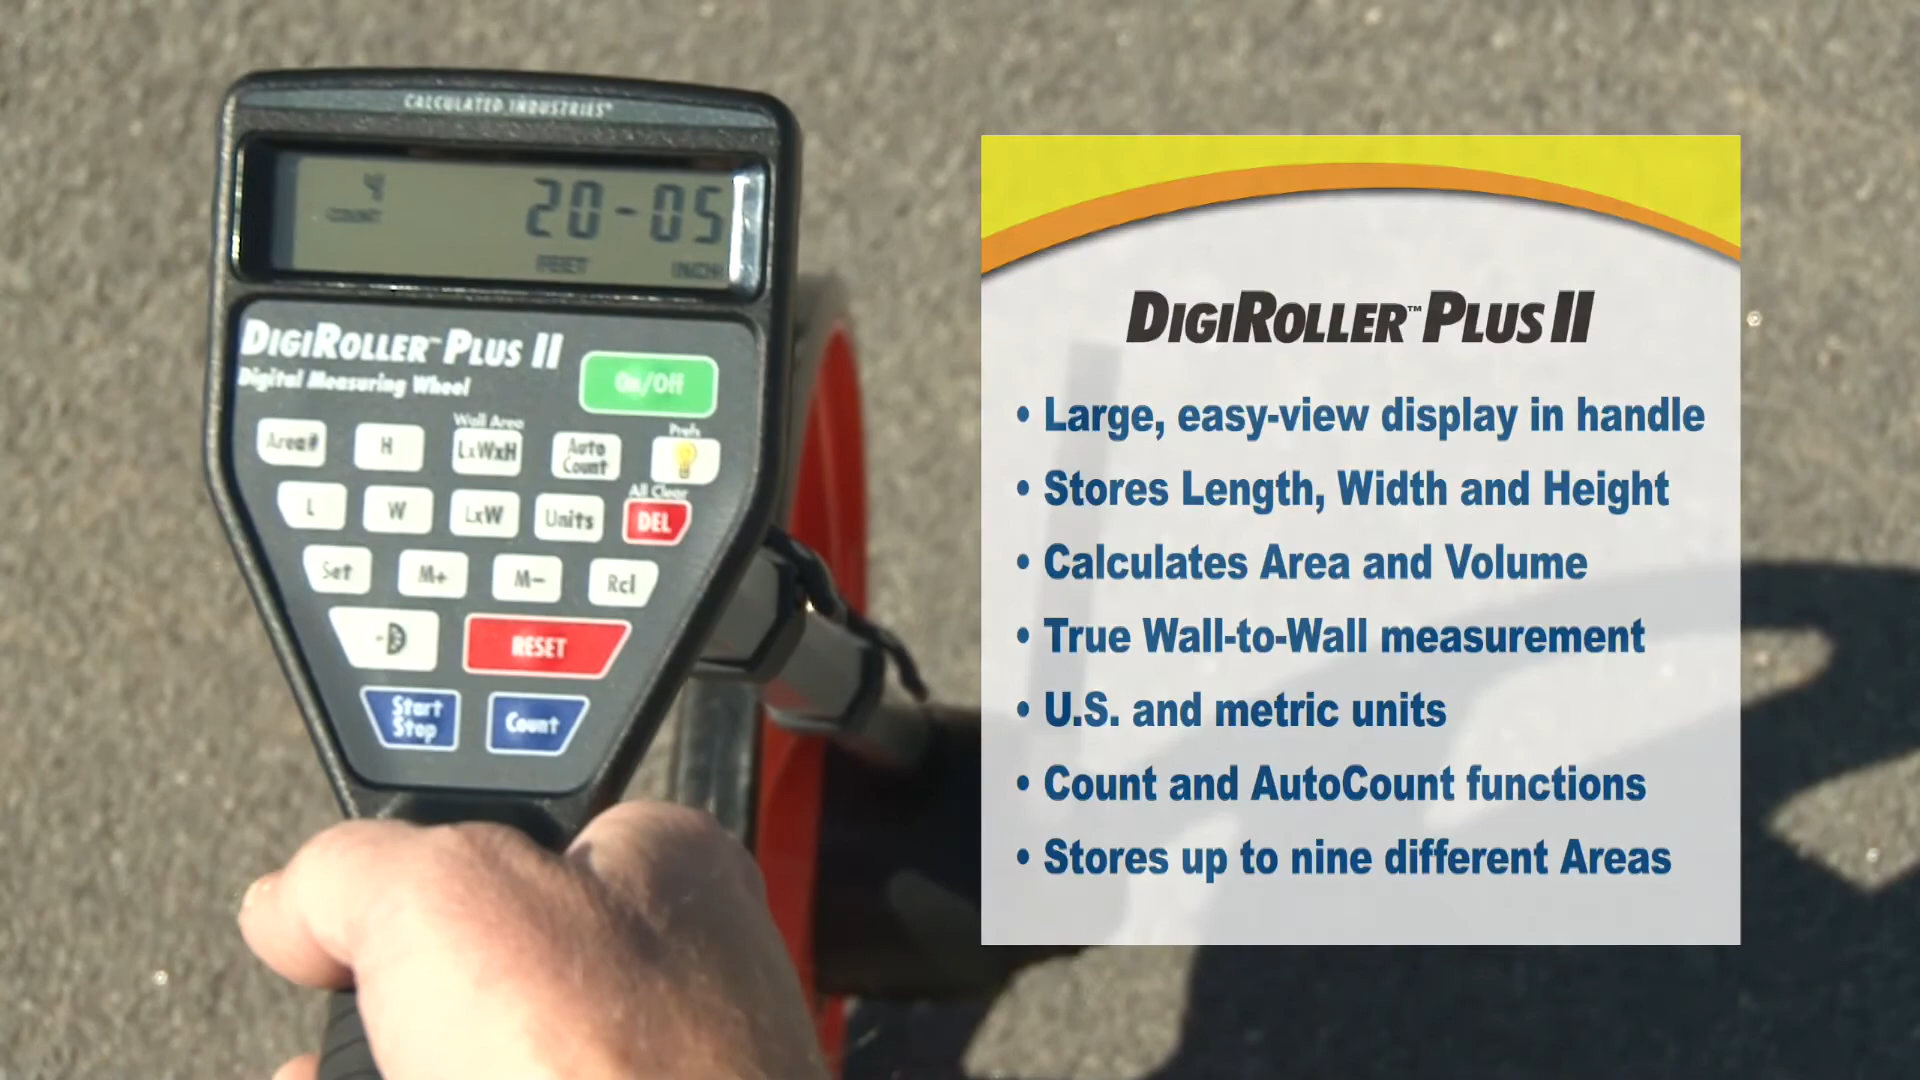 CALCULATED INDUSTRIES
COUNT
20-05
FEET INCH
DIGIROLLER™ PLUS II
Digital Measuring Wheel
On/Off
Wall Area
Prefs
Area#
H
LxWxH
Auto
Count
All Clear
L
W
LxW
Units
DEL
Set
M+
M-
Rcl
RESET
Start
Stop
Count
DIGIROLLER™ PLUS II
• Large, easy-view display in handle
• Stores Length, Width and Height
• Calculates Area and Volume
• True Wall-to-Wall measurement
• U.S. and metric units
• Count and AutoCount functions
• Stores up to nine different Areas